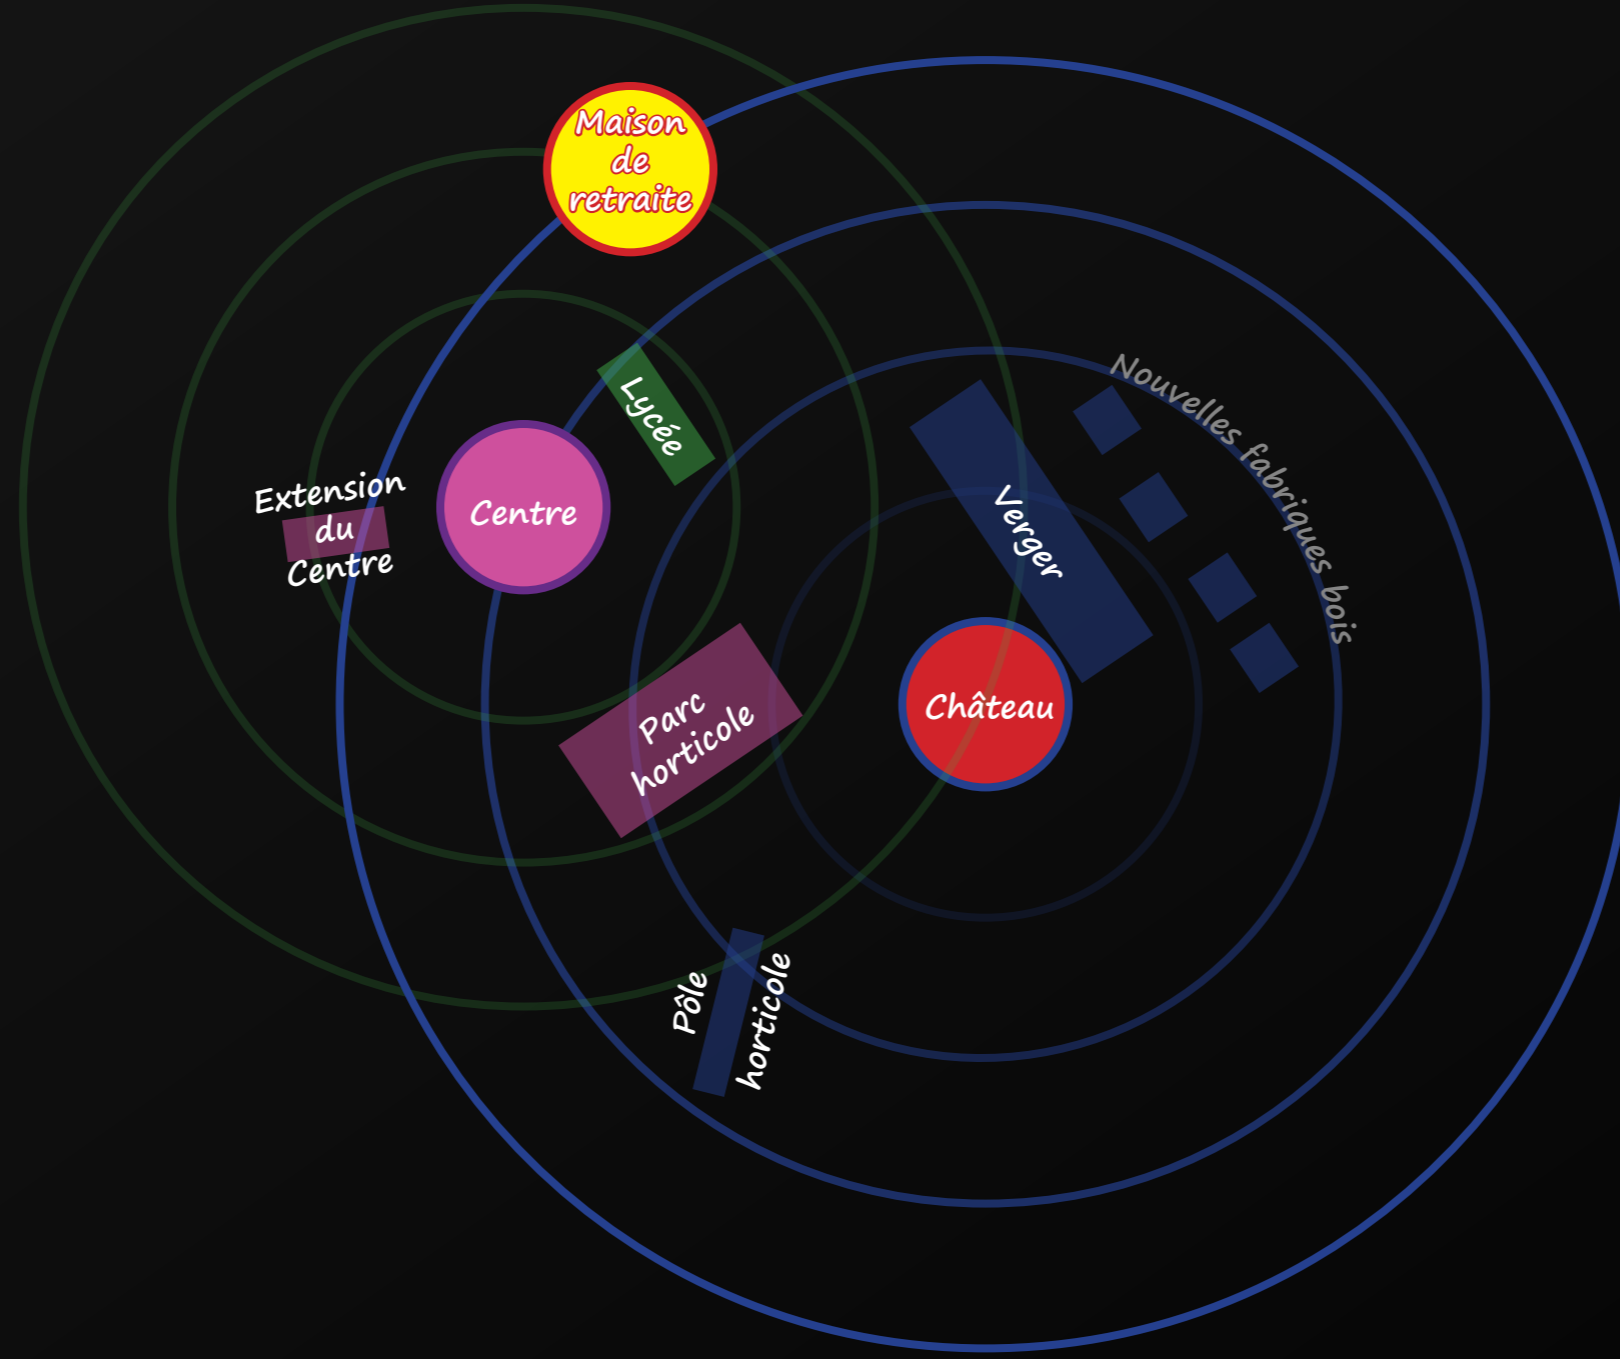 Maison
de
retraite
Lycée
Nouvelles fabriques bois
Extension
du
Centre
Centre
Verger
Parc
horticole
Château
Pôle
horticole